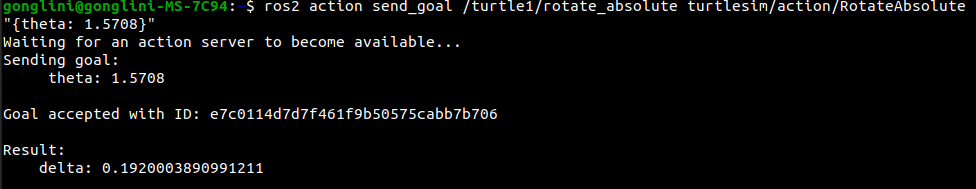 gonglini@gonglini-MS-7C94:~$ ros2 action send_goal /turtle1/rotate_absolute turtlesim/action/RotateAbsolute
"{theta: 1.5708}"
Waiting for an action server to become available...
Sending goal:
     theta: 1.5708

Goal accepted with ID: e7c0114d7d7f461f9b50575cabb7b706

Result:
    delta: 0.1920003890991211